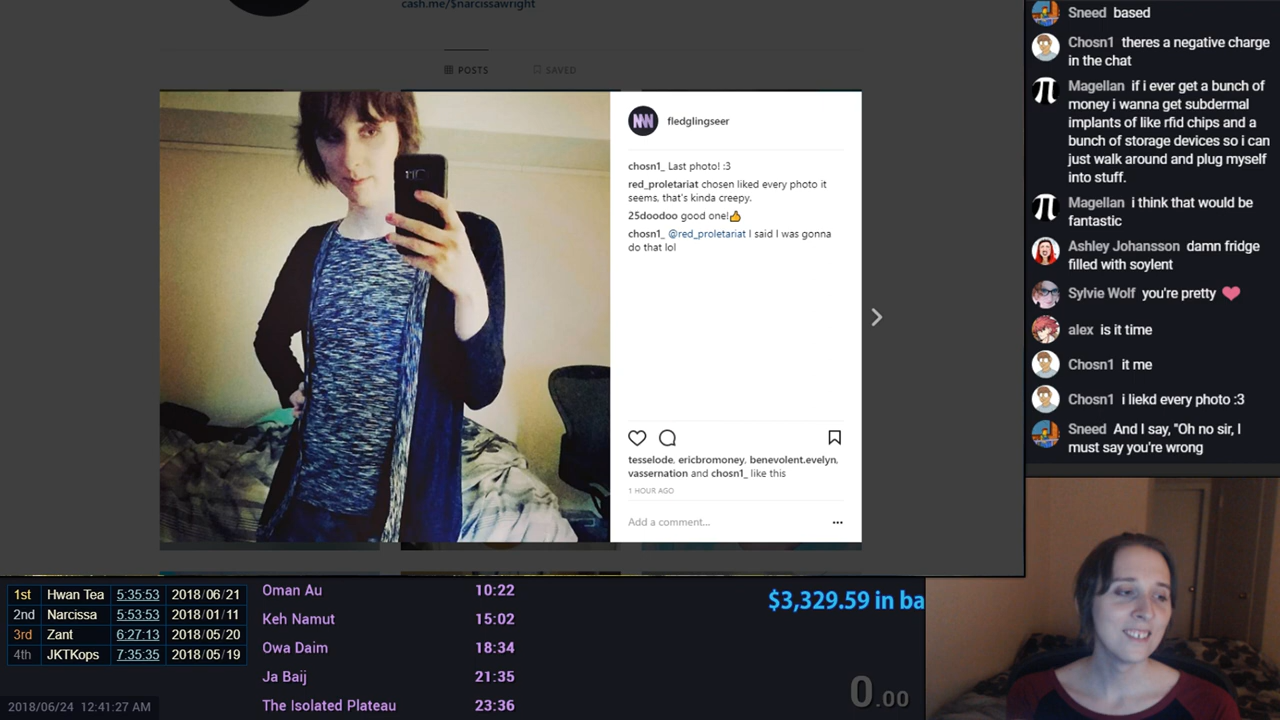 cash.me/$narcissawright
POSTS
SAVED
fledglingseer
chosn1_ Last photo! :3
red_proletariat chosen liked every photo it
seems, that's kinda creepy.
25doodoo good one!👍
chosn1_ @red_proletariat I said I was gonna
do that lol
tesselode, ericbromoney, benevolent.evelyn,
vassernation and chosn1_ like this
1 HOUR AGO
Add a comment...
Sneed based
Chosn1 theres a negative charge
in the chat
Magellan if i ever get a bunch of
money i wanna get subdermal
implants of like rfid chips and a
bunch of storage devices so i can
just walk around and plug myself
into stuff.
Magellan i think that would be
fantastic
Ashley Johansson damn fridge
filled with soylent
Sylvie Wolf you're pretty ❤
alex is it time
Chosn1 it me
Chosn1 i liekd every photo :3
Sneed And I say, "Oh no sir, I
must say you're wrong
1st Hwan Tea 5:35:53 2018/06/21
2nd Narcissa 5:53:53 2018/01/11
3rd Zant 6:27:13 2018/05/20
4th JKTKops 7:35:35 2018/05/19
2018/06/24 12:41:27 AM
Oman Au 10:22
Keh Namut 15:02
Owa Daim 18:34
Ja Baij 21:35
The Isolated Plateau 23:36
$3,329.59 in ba
0.00